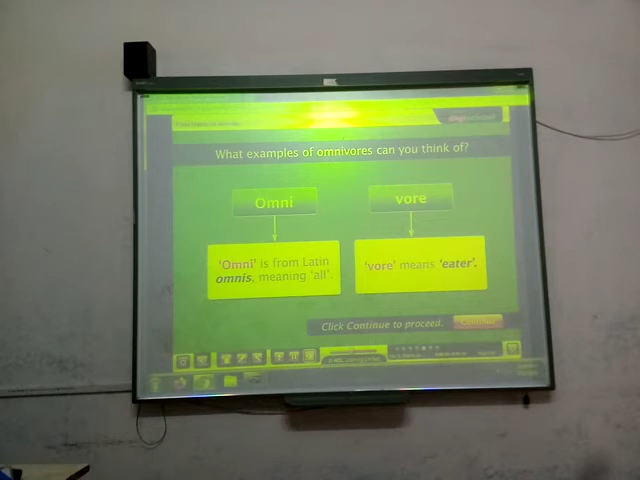 What examples of omnivores can you think of?
Omni
vore
'Omni' is from Latin
omnis, meaning 'all'.
'vore' means 'eater'.
Click Continue to proceed.
Continue